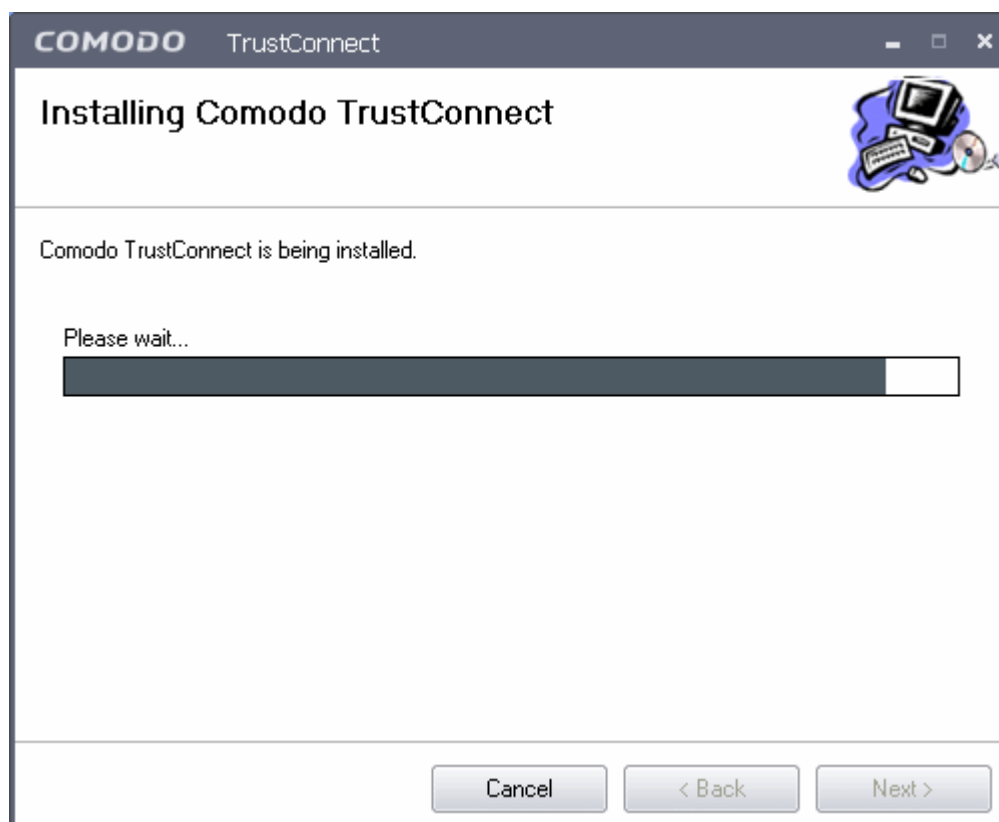 COMODO TrustConnect
Installing Comodo TrustConnect
Comodo TrustConnect is being installed.
Please wait...
Cancel < Back Next >